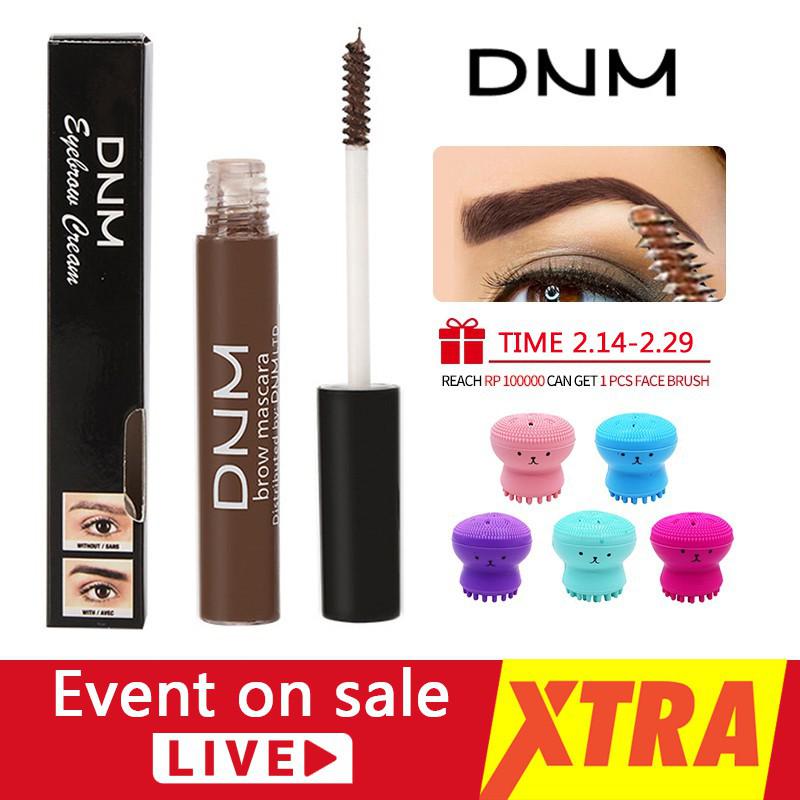 DNM
Eyebrow Cream
WITHOUT / SANS
WITH / AVEC
DNM
brow mascara
Distributed by: DNM LTD
DNM
TIME 2.14-2.29
REACH RP 100000 CAN GET 1 PCS FACE BRUSH
Event on sale
LIVE
XTRA